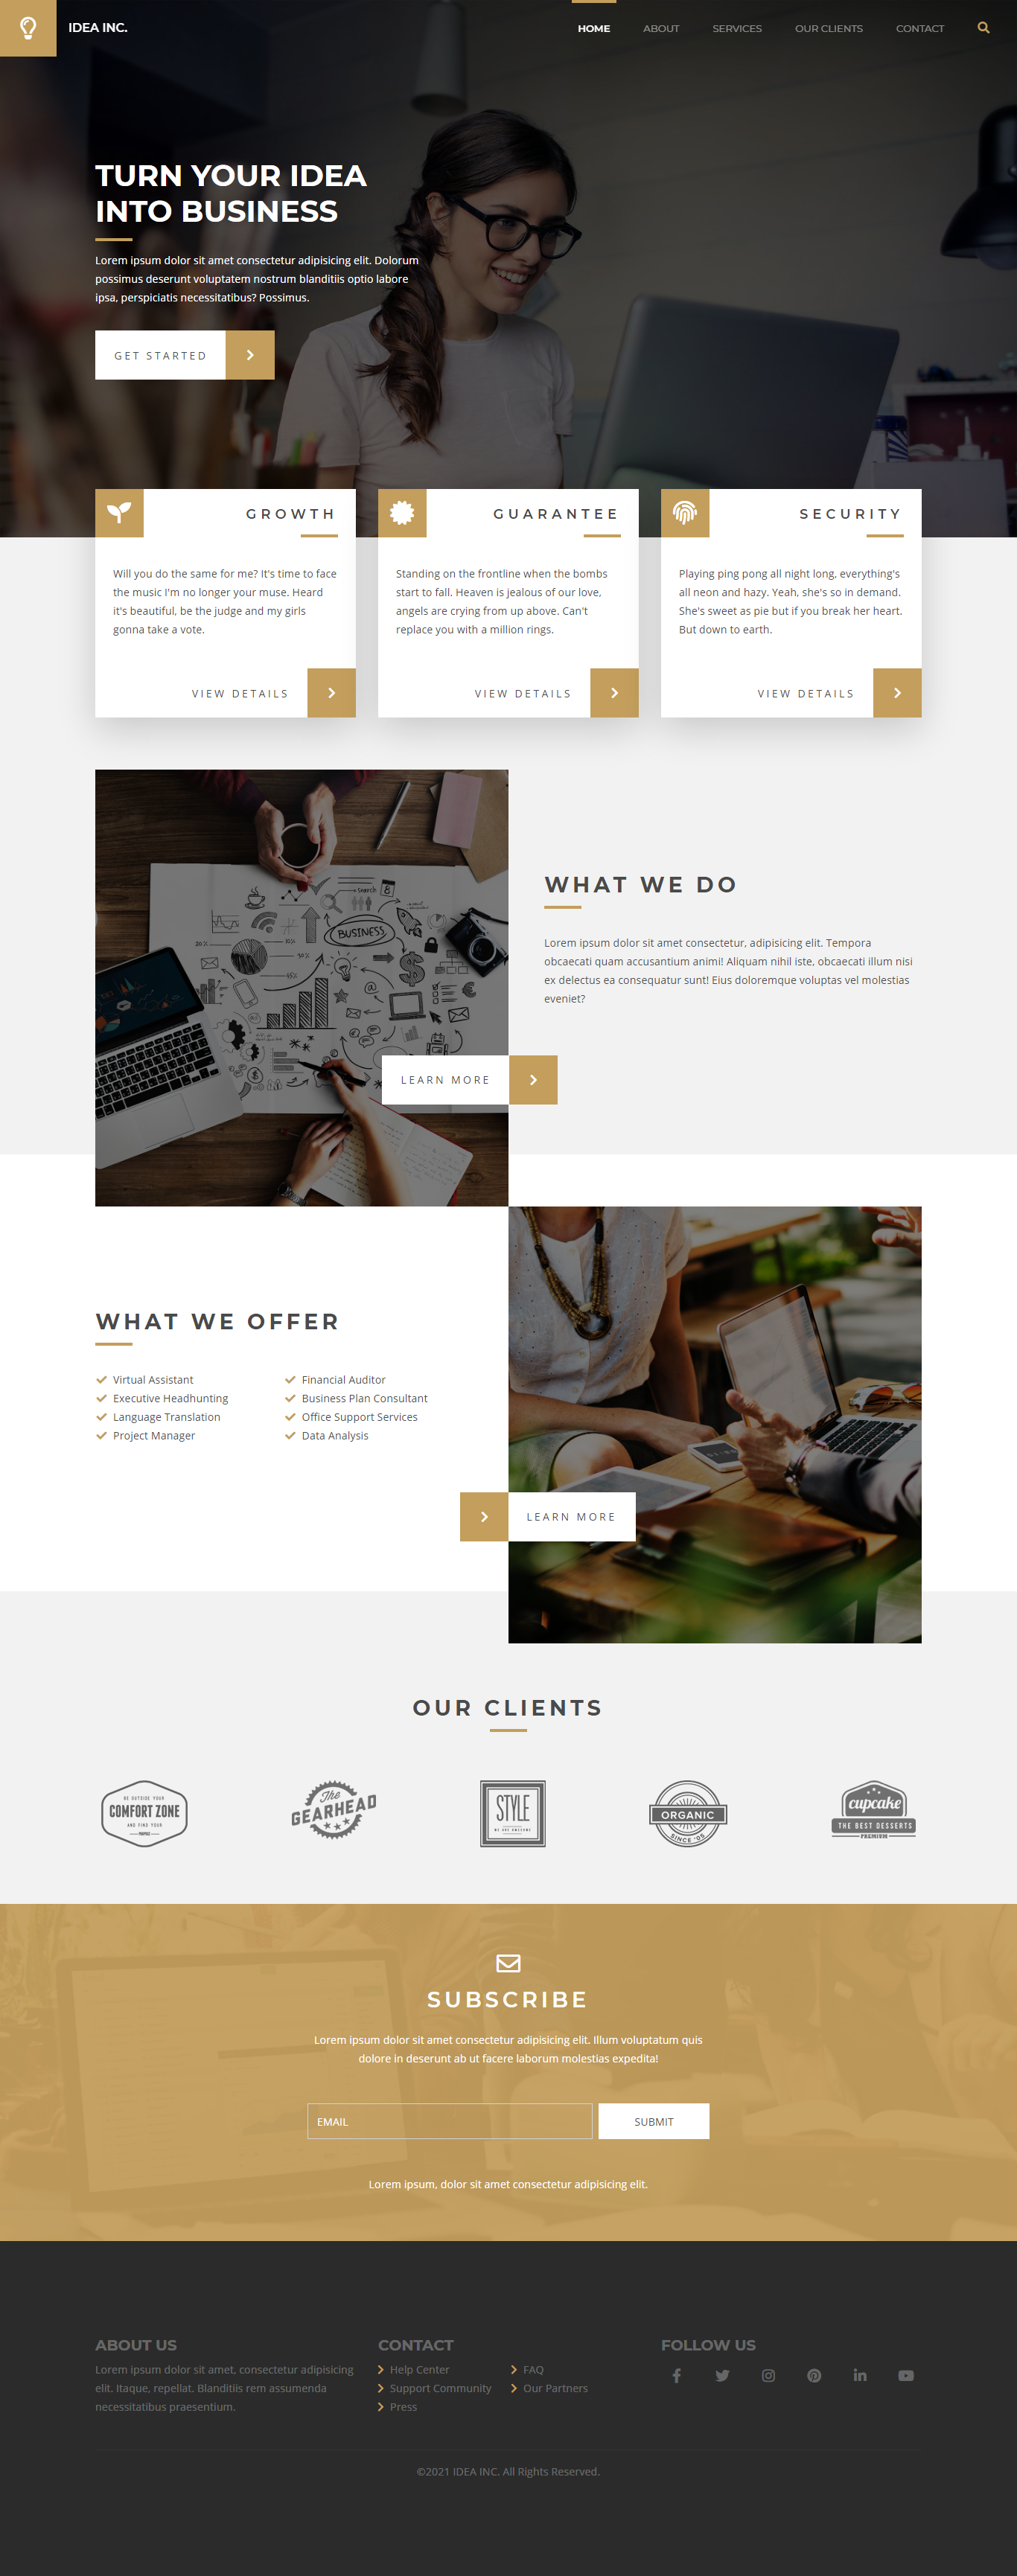 IDEA INC.
HOME
ABOUT
SERVICES
OUR CLIENTS
CONTACT
TURN YOUR IDEA
INTO BUSINESS
Lorem ipsum dolor sit amet consectetur adipisicing elit. Dolorum
possimus deserunt voluptatem nostrum blanditiis optio labore
ipsa, perspiciatis necessitatibus? Possimus.
GET STARTED
GROWTH
Will you do the same for me? It's time to face
the music I'm no longer your muse. Heard
it's beautiful, be the judge and my girls
gonna take a vote.
VIEW DETAILS
GUARANTEE
Standing on the frontline when the bombs
start to fall. Heaven is jealous of our love,
angels are crying from up above. Can't
replace you with a million rings.
VIEW DETAILS
SECURITY
Playing ping pong all night long, everything's
all neon and hazy. Yeah, she's so in demand.
She's sweet as pie but if you break her heart.
But down to earth.
VIEW DETAILS
search
BUSINESS
WHAT WE DO
Lorem ipsum dolor sit amet consectetur, adipisicing elit. Tempora
obcaecati quam accusantium animi! Aliquam nihil iste, obcaecati illum nisi
ex delectus ea consequatur sunt! Eius doloremque voluptas vel molestias
eveniet?
LEARN MORE
WHAT WE OFFER
Virtual Assistant
Executive Headhunting
Language Translation
Project Manager
Financial Auditor
Business Plan Consultant
Office Support Services
Data Analysis
LEARN MORE
OUR CLIENTS
BE OUTSIDE YOUR
COMFORT ZONE
AND FIND YOUR
The
GEARHEAD
STYLE
WE ARE AWESOME
ORGANIC
SINCE '05
cupcake
THE BEST DESSERTS
PREMIUM
SUBSCRIBE
Lorem ipsum dolor sit amet consectetur adipisicing elit. Illum voluptatum quis
dolore in deserunt ab ut facere laborum molestias expedita!
EMAIL
SUBMIT
Lorem ipsum, dolor sit amet consectetur adipisicing elit.
ABOUT US
Lorem ipsum dolor sit amet, consectetur adipisicing
elit. Itaque, repellat. Blanditiis rem assumenda
necessitatibus praesentium.
CONTACT
Help Center
Support Community
Press
FAQ
Our Partners
FOLLOW US
©2021 IDEA INC. All Rights Reserved.